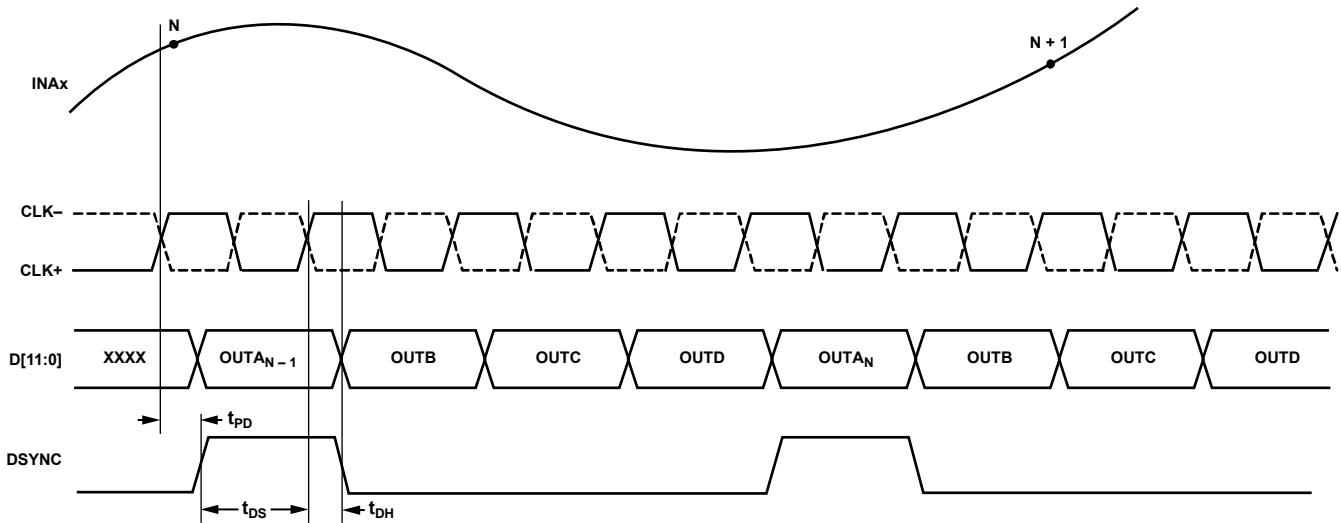 N
N + 1
INAx
CLK–
CLK+
D[11:0] XXXX OUTAN – 1 OUTB OUTC OUTD OUTAN OUTB OUTC OUTD
tPD
DSYNC
tDS tDH